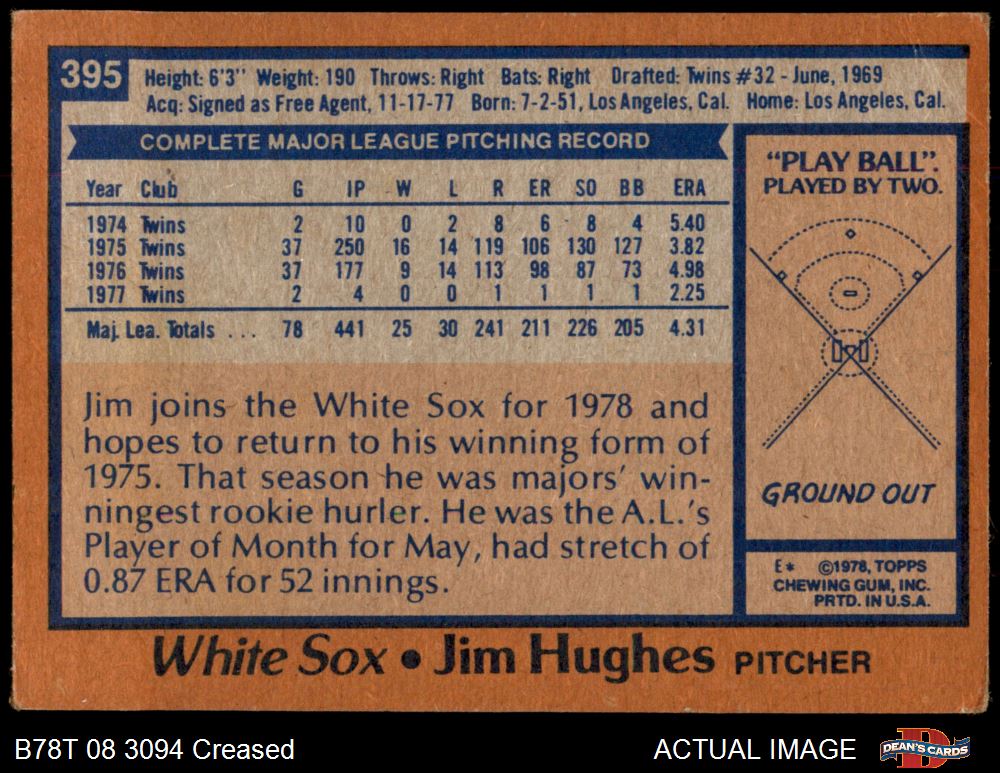 395
Height: 6'3" Weight: 190 Throws: Right Bats: Right Drafted: Twins #32 - June, 1969
Acq: Signed as Free Agent, 11-17-77 Born: 7-2-51, Los Angeles, Cal. Home: Los Angeles, Cal.
COMPLETE MAJOR LEAGUE PITCHING RECORD
Year Club G IP W L R ER SO BB ERA
1974 Twins 2 10 0 2 8 6 8 4 5.40
1975 Twins 37 250 16 14 119 106 130 127 3.82
1976 Twins 37 177 9 14 113 98 87 73 4.98
1977 Twins 2 4 0 0 1 1 1 1 2.25
Maj. Lea. Totals . . . 78 441 25 30 241 211 226 205 4.31
Jim joins the White Sox for 1978 and
hopes to return to his winning form of
1975. That season he was majors' win-
ningest rookie hurler. He was the A.L.'s
Player of Month for May, had stretch of
0.87 ERA for 52 innings.
"PLAY BALL".
PLAYED BY TWO.
GROUND OUT
E* ©1978, TOPPS
CHEWING GUM, INC.
PRTD. IN U.S.A.
White Sox • Jim Hughes PITCHER
B78T 08 3094 Creased
ACTUAL IMAGE
DEAN'S CARDS